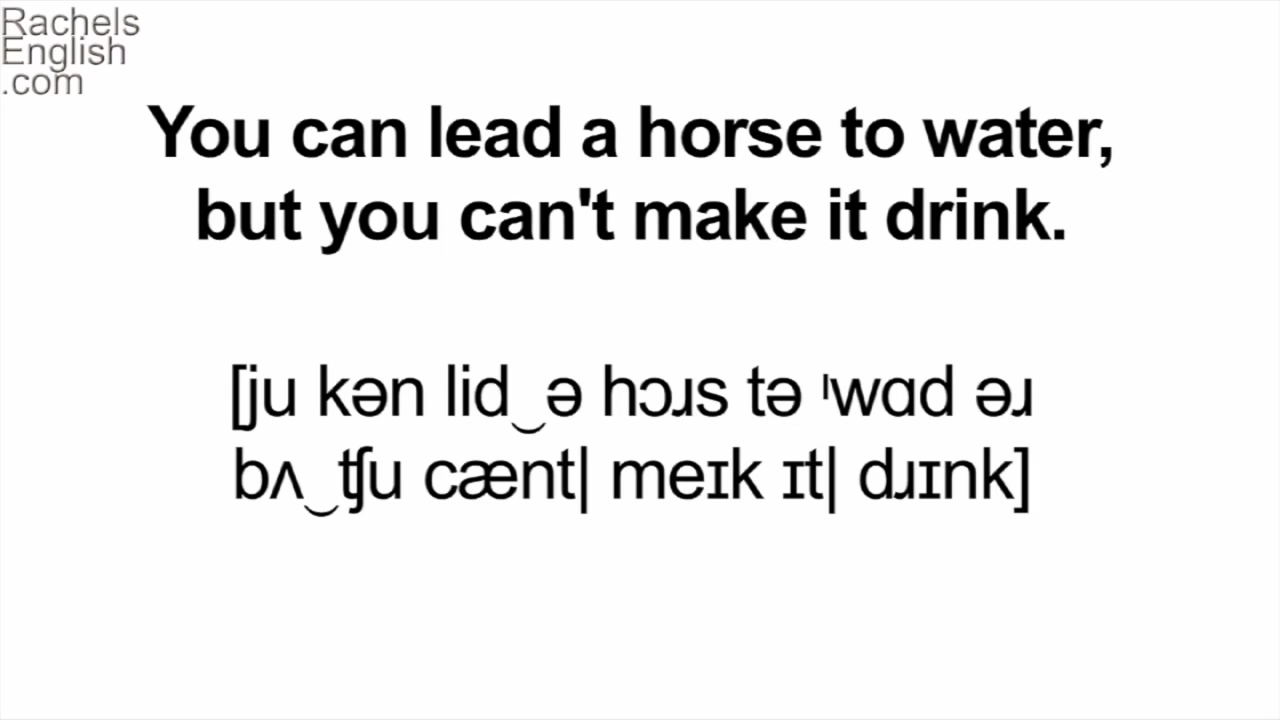 Rachels
English
.com
You can lead a horse to water,
but you can't make it drink.
[ju kən lid‿ə hɔɹs tə ˈwɑd əɹ
bʌ‿ʧu cænt| meɪk ɪt| dɹɪnk]